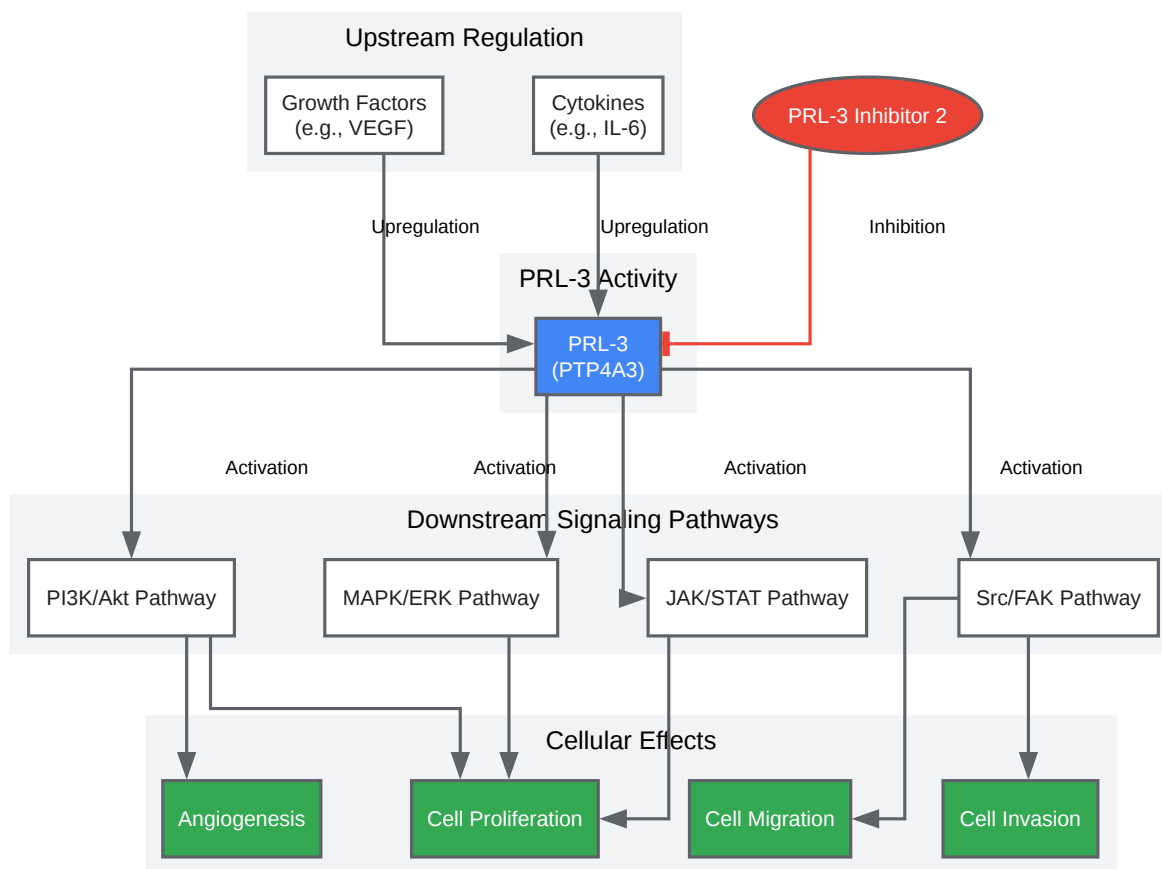 Upstream Regulation
Growth Factors
(e.g., VEGF)
Cytokines
(e.g., IL-6)
PRL-3 Inhibitor 2
Upregulation
Upregulation
Inhibition
PRL-3 Activity
PRL-3
(PTP4A3)
Activation
Activation
Activation
Activation
Downstream Signaling Pathways
PI3K/Akt Pathway
MAPK/ERK Pathway
JAK/STAT Pathway
Src/FAK Pathway
Cellular Effects
Angiogenesis
Cell Proliferation
Cell Migration
Cell Invasion